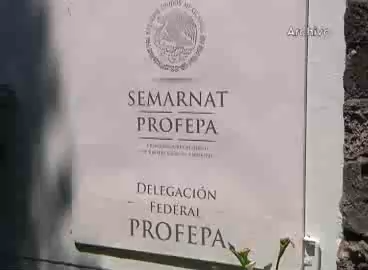 Archivo
SEMARNAT
PROFEPA
DELEGACIÓN
FEDERAL
PROFEPA